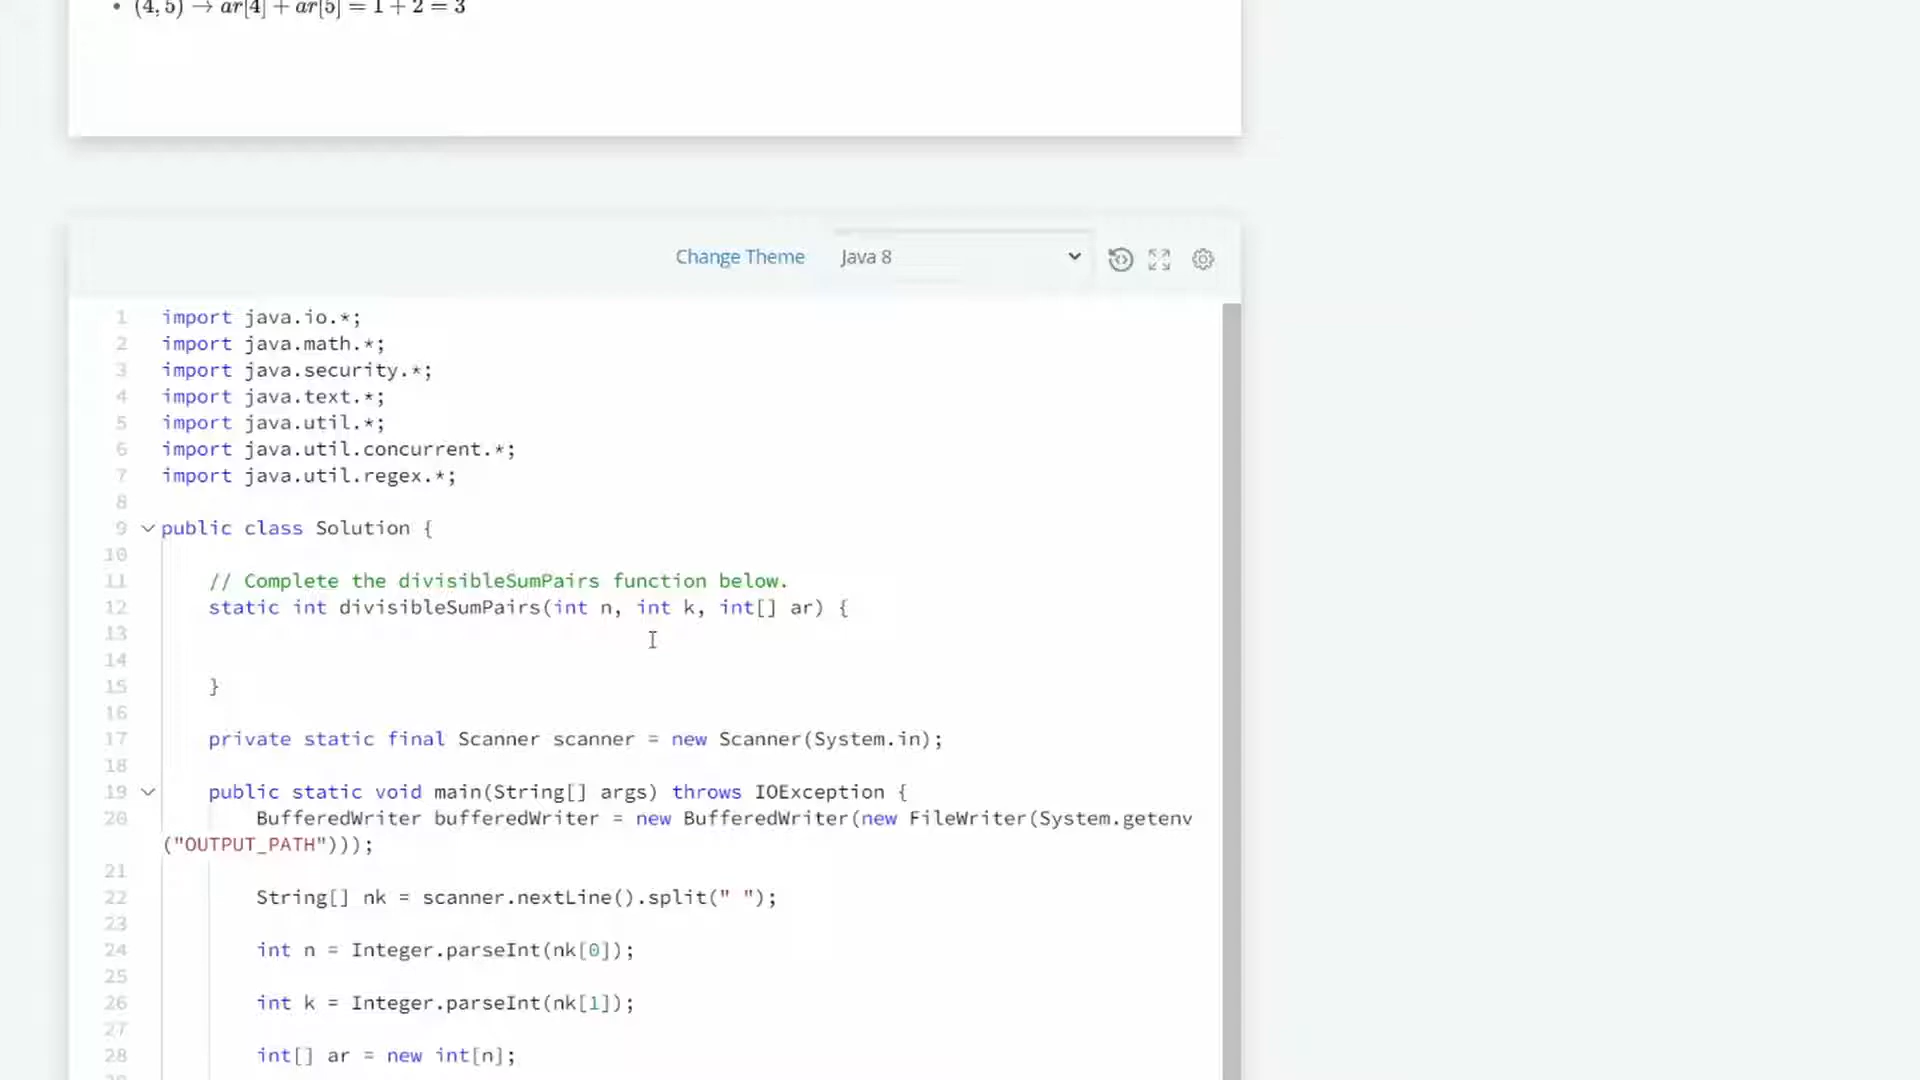 • (4, 5) → ar[4] + ar[5] = 1 + 2 = 3
Change Theme Java 8
1 import java.io.*;
2 import java.math.*;
3 import java.security.*;
4 import java.text.*;
5 import java.util.*;
6 import java.util.concurrent.*;
7 import java.util.regex.*;
8
9 public class Solution {
10
11 // Complete the divisibleSumPairs function below.
12 static int divisibleSumPairs(int n, int k, int[] ar) {
13
14
15 }
16
17 private static final Scanner scanner = new Scanner(System.in);
18
19 public static void main(String[] args) throws IOException {
20 BufferedWriter bufferedWriter = new BufferedWriter(new FileWriter(System.getenv
("OUTPUT_PATH")));
21
22 String[] nk = scanner.nextLine().split(" ");
23
24 int n = Integer.parseInt(nk[0]);
25
26 int k = Integer.parseInt(nk[1]);
27
28 int[] ar = new int[n];